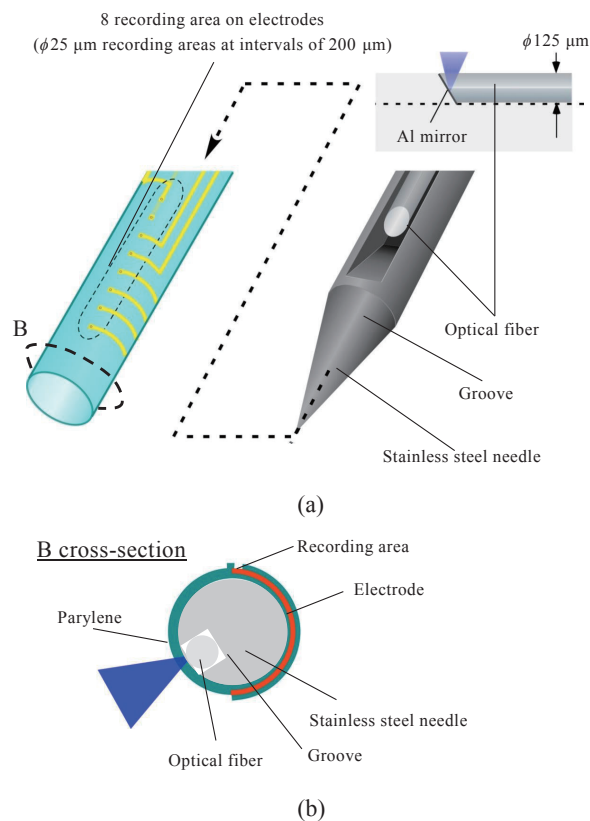 8 recording area on electrodes
(ϕ25 μm recording areas at intervals of 200 μm)
ϕ125 μm
Al mirror
B
Optical fiber
Groove
Stainless steel needle
(a)
B cross-section
Recording area
Electrode
Parylene
Stainless steel needle
Optical fiber
Groove
(b)